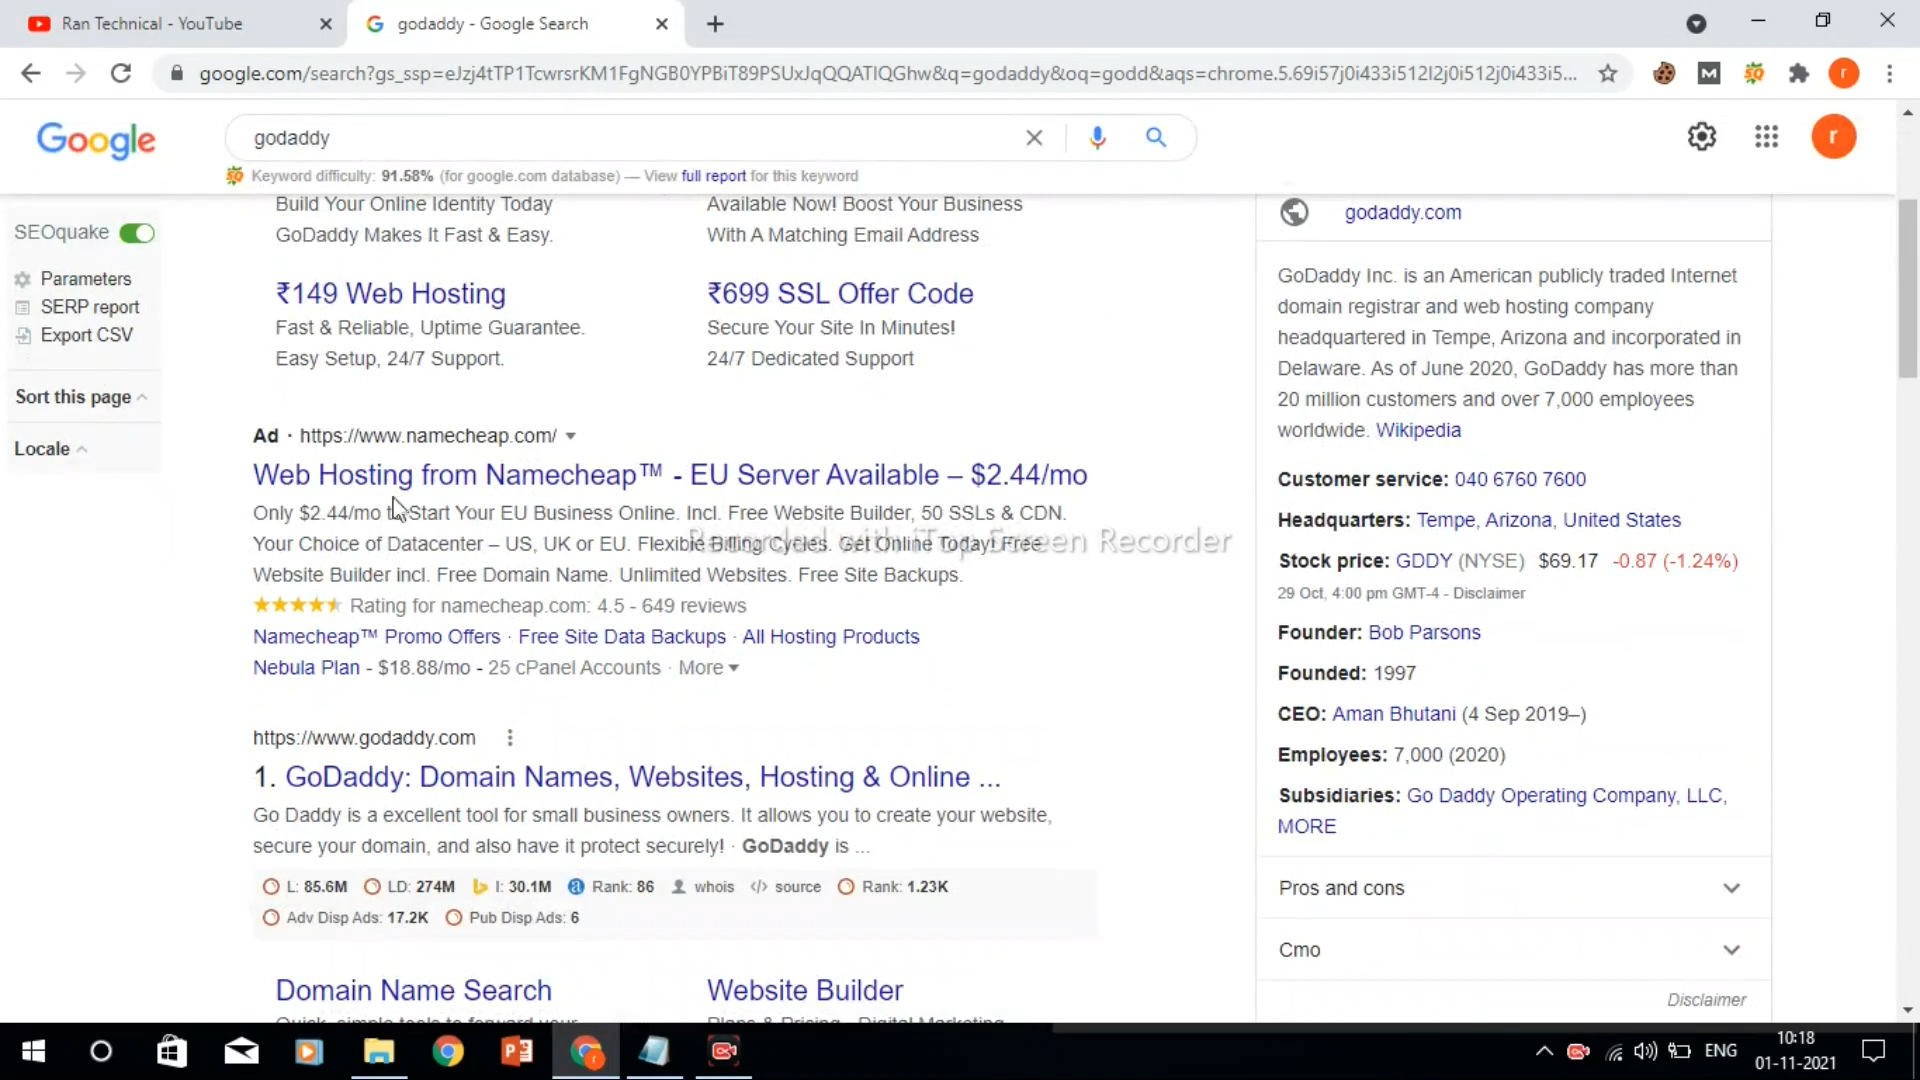 Ran Technical - YouTube
godaddy - Google Search
google.com/search?gs_ssp=eJzj4tTP1TcwrsrKM1FgNGB0YPBiT89PSUxJqQQATIQGhw&q=godaddy&oq=godd&aqs=chrome.5.69i57j0i433i512l2j0i512j0i433i5...
Google
godaddy
r
Keyword difficulty: 91.58% (for google.com database) — View full report for this keyword
SEOquake
Parameters
SERP report
Export CSV
Sort this page
Locale
Build Your Online Identity Today
GoDaddy Makes It Fast & Easy.
Available Now! Boost Your Business
With A Matching Email Address
₹149 Web Hosting
Fast & Reliable, Uptime Guarantee.
Easy Setup, 24/7 Support.
₹699 SSL Offer Code
Secure Your Site In Minutes!
24/7 Dedicated Support
Ad · https://www.namecheap.com/
Web Hosting from Namecheap™ - EU Server Available – $2.44/mo
Only $2.44/mo to Start Your EU Business Online. Incl. Free Website Builder, 50 SSLs & CDN.
Your Choice of Datacenter – US, UK or EU. Flexible Billing Cycles. Get Online Today! Free
Website Builder incl. Free Domain Name. Unlimited Websites. Free Site Backups.
Rating for namecheap.com: 4.5 - 649 reviews
Namecheap™ Promo Offers · Free Site Data Backups · All Hosting Products
Nebula Plan - $18.88/mo - 25 cPanel Accounts · More
Recorded with iTop Screen Recorder
https://www.godaddy.com
1. GoDaddy: Domain Names, Websites, Hosting & Online ...
Go Daddy is a excellent tool for small business owners. It allows you to create your website,
secure your domain, and also have it protect securely! · GoDaddy is ...
L: 85.6M LD: 274M I: 30.1M Rank: 86 whois source Rank: 1.23K
Adv Disp Ads: 17.2K Pub Disp Ads: 6
Domain Name Search
Website Builder
Quick, simple tools to forward your
Plans & Pricing · Digital Marketing
godaddy.com
GoDaddy Inc. is an American publicly traded Internet
domain registrar and web hosting company
headquartered in Tempe, Arizona and incorporated in
Delaware. As of June 2020, GoDaddy has more than
20 million customers and over 7,000 employees
worldwide. Wikipedia
Customer service: 040 6760 7600
Headquarters: Tempe, Arizona, United States
Stock price: GDDY (NYSE) $69.17 -0.87 (-1.24%)
29 Oct, 4:00 pm GMT-4 - Disclaimer
Founder: Bob Parsons
Founded: 1997
CEO: Aman Bhutani (4 Sep 2019–)
Employees: 7,000 (2020)
Subsidiaries: Go Daddy Operating Company, LLC,
MORE
Pros and cons
Cmo
Disclaimer
ENG
10:18
01-11-2021